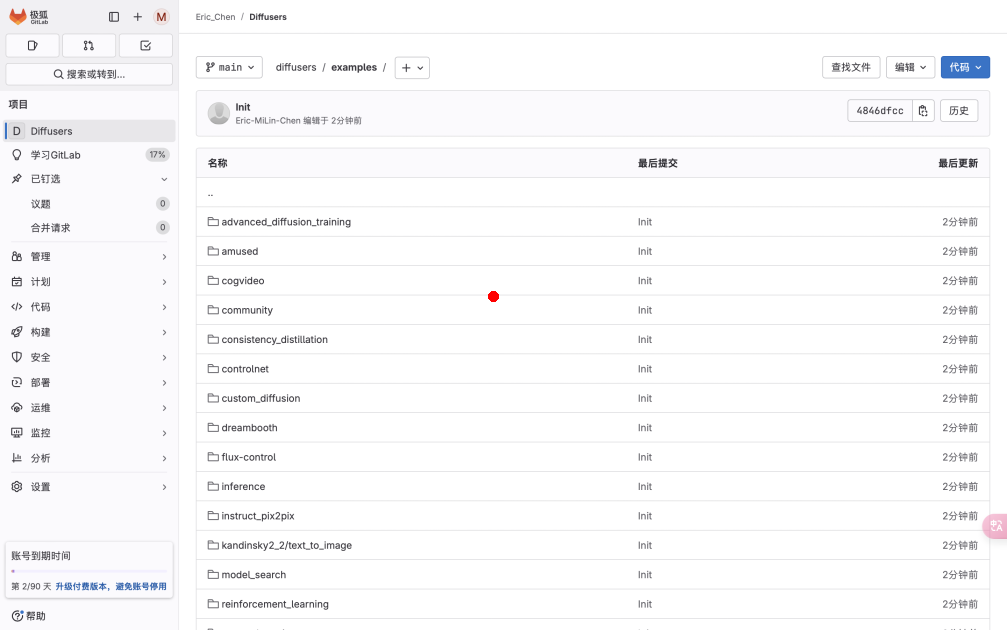 极狐
GitLab
M
Eric_Chen / Diffusers
搜索或转到...
项目
D Diffusers
学习GitLab 17%
已钉选
议题 0
合并请求 0
管理
计划
代码
构建
安全
部署
运维
监控
分析
设置
账号到期时间
第 2/90 天 升级付费版本，避免账号停用
帮助
main diffusers / examples / 查找文件 编辑 代码
Init
Eric-MiLin-Chen 编辑于 2分钟前
4846dfcc 历史
名称 最后提交 最后更新
..
advanced_diffusion_training Init 2分钟前
amused Init 2分钟前
cogvideo Init 2分钟前
community Init 2分钟前
consistency_distillation Init 2分钟前
controlnet Init 2分钟前
custom_diffusion Init 2分钟前
dreambooth Init 2分钟前
flux-control Init 2分钟前
inference Init 2分钟前
instruct_pix2pix Init 2分钟前
kandinsky2_2/text_to_image Init 2分钟前
model_search Init 2分钟前
reinforcement_learning Init 2分钟前